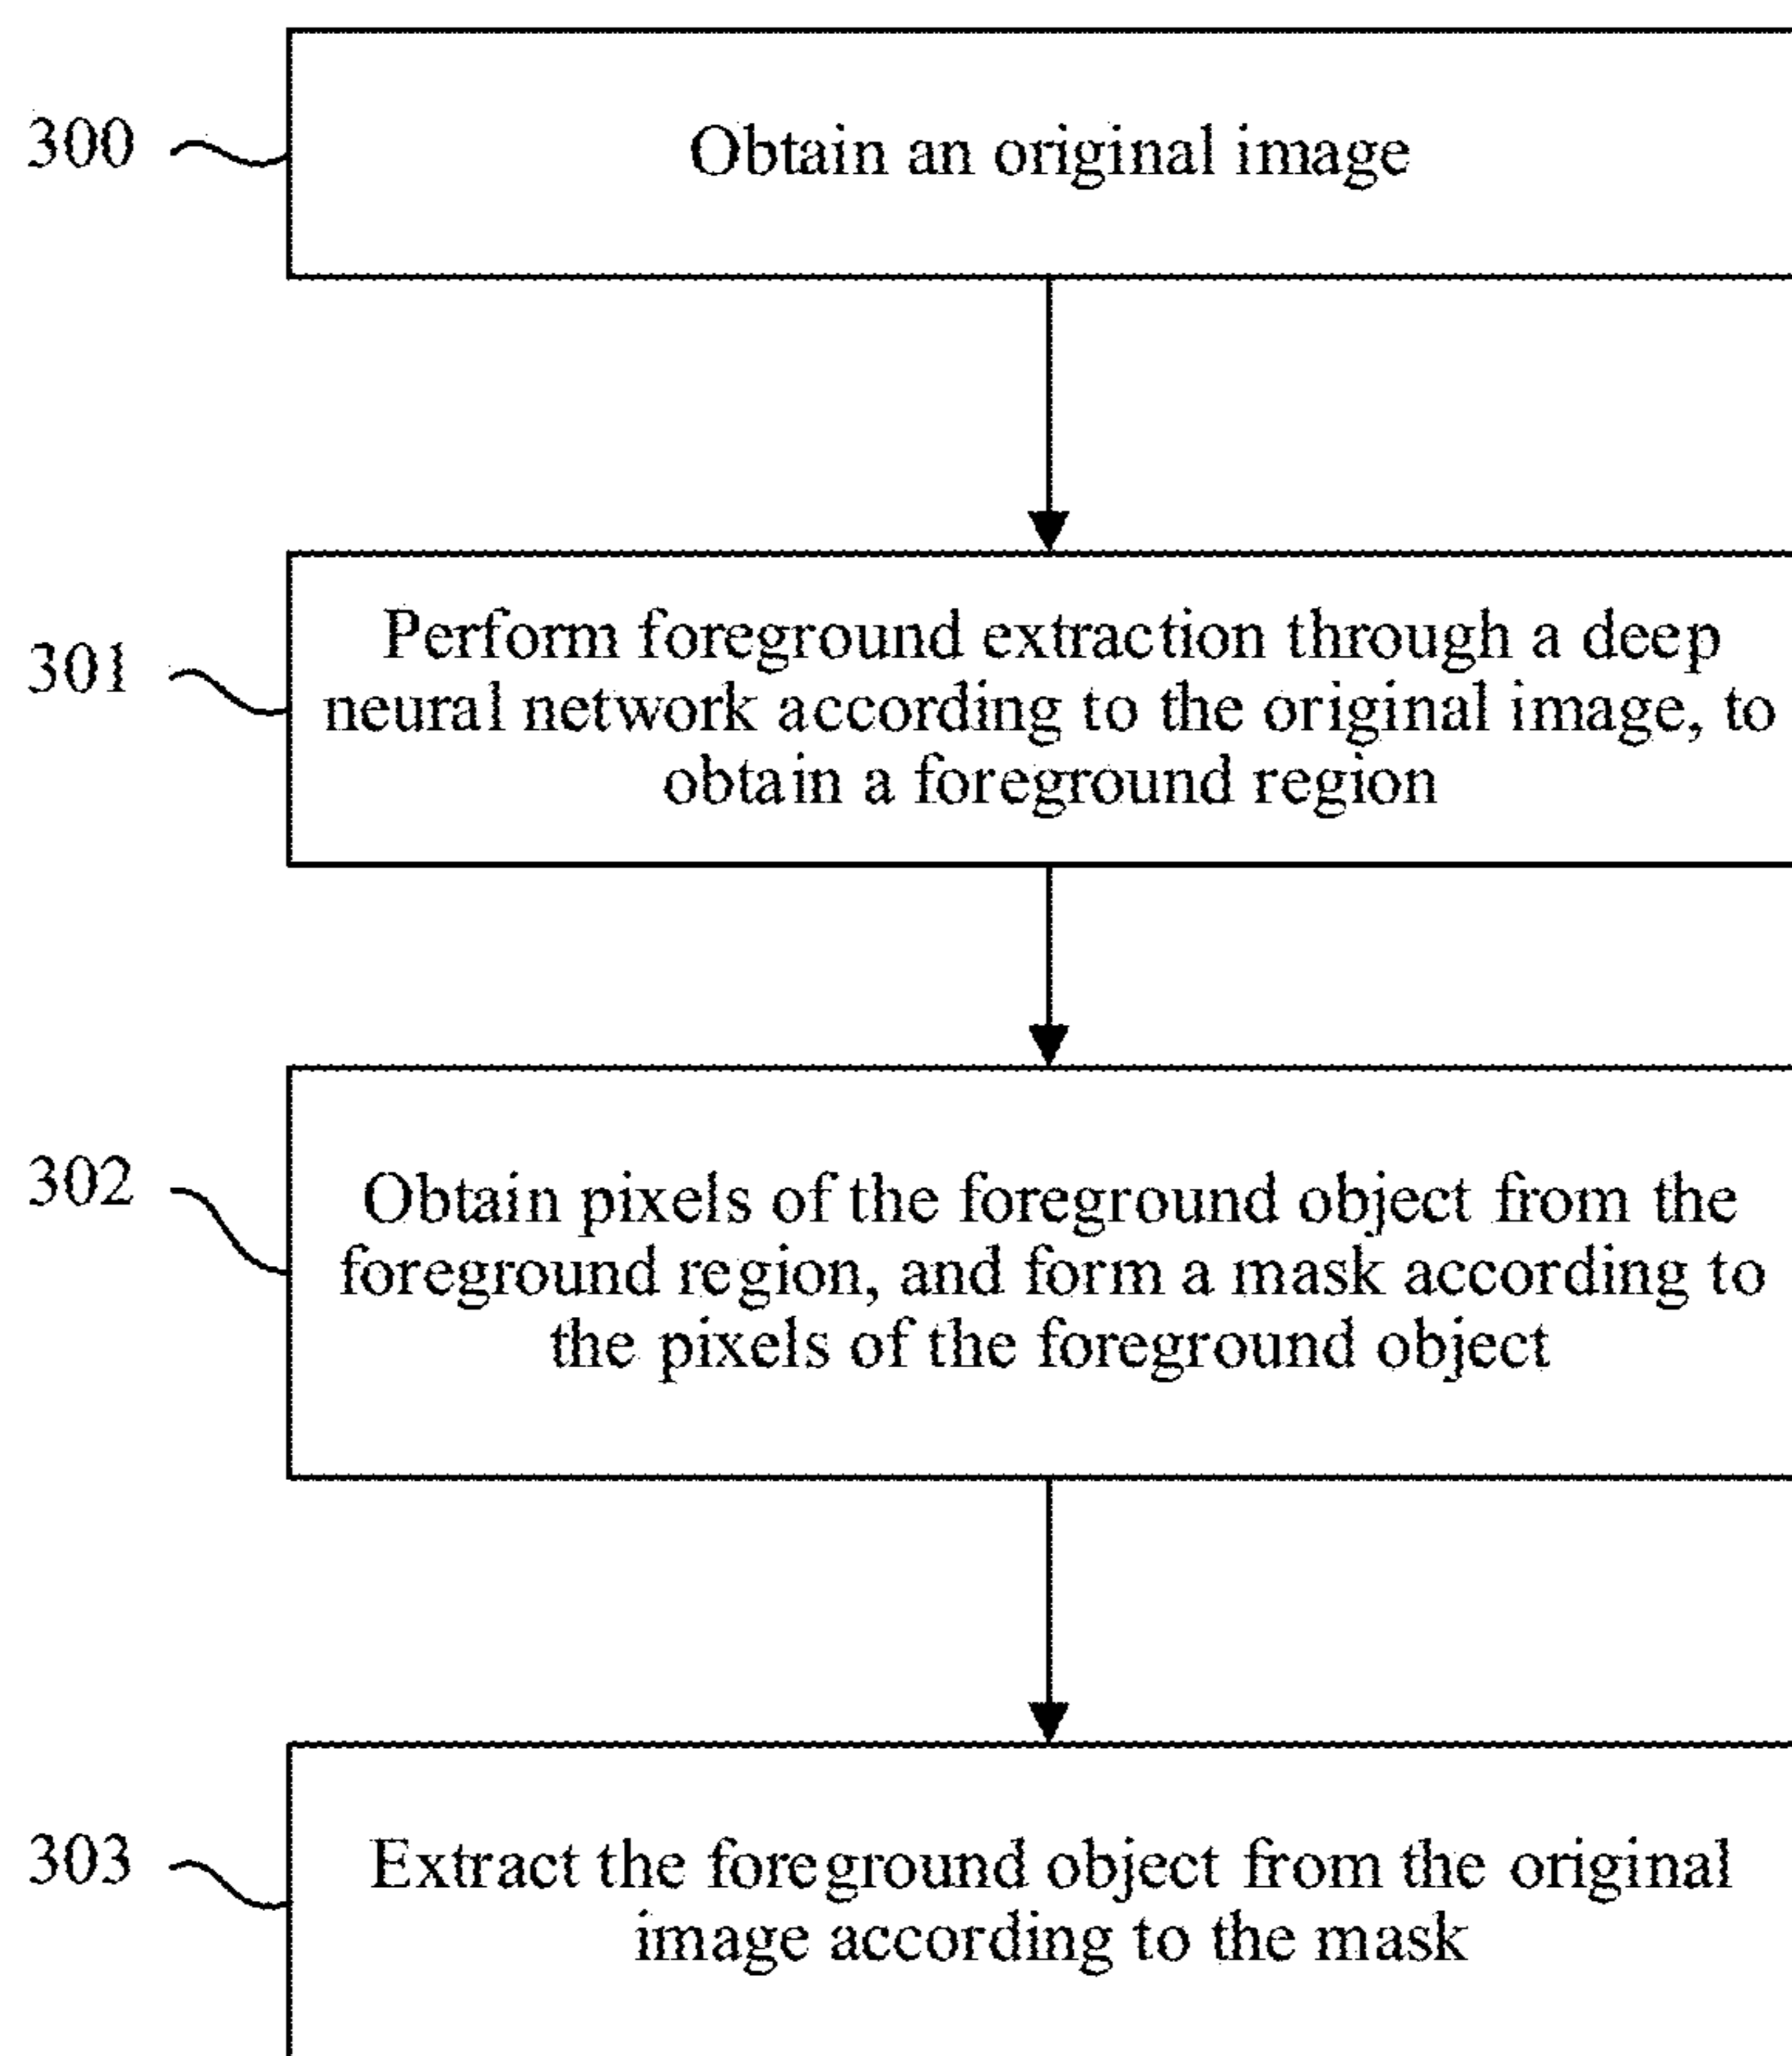 300
Obtain an original image
301
Perform foreground extraction through a deep
neural network according to the original image, to
obtain a foreground region
302
Obtain pixels of the foreground object from the
foreground region, and form a mask according to
the pixels of the foreground object
303
Extract the foreground object from the original
image according to the mask